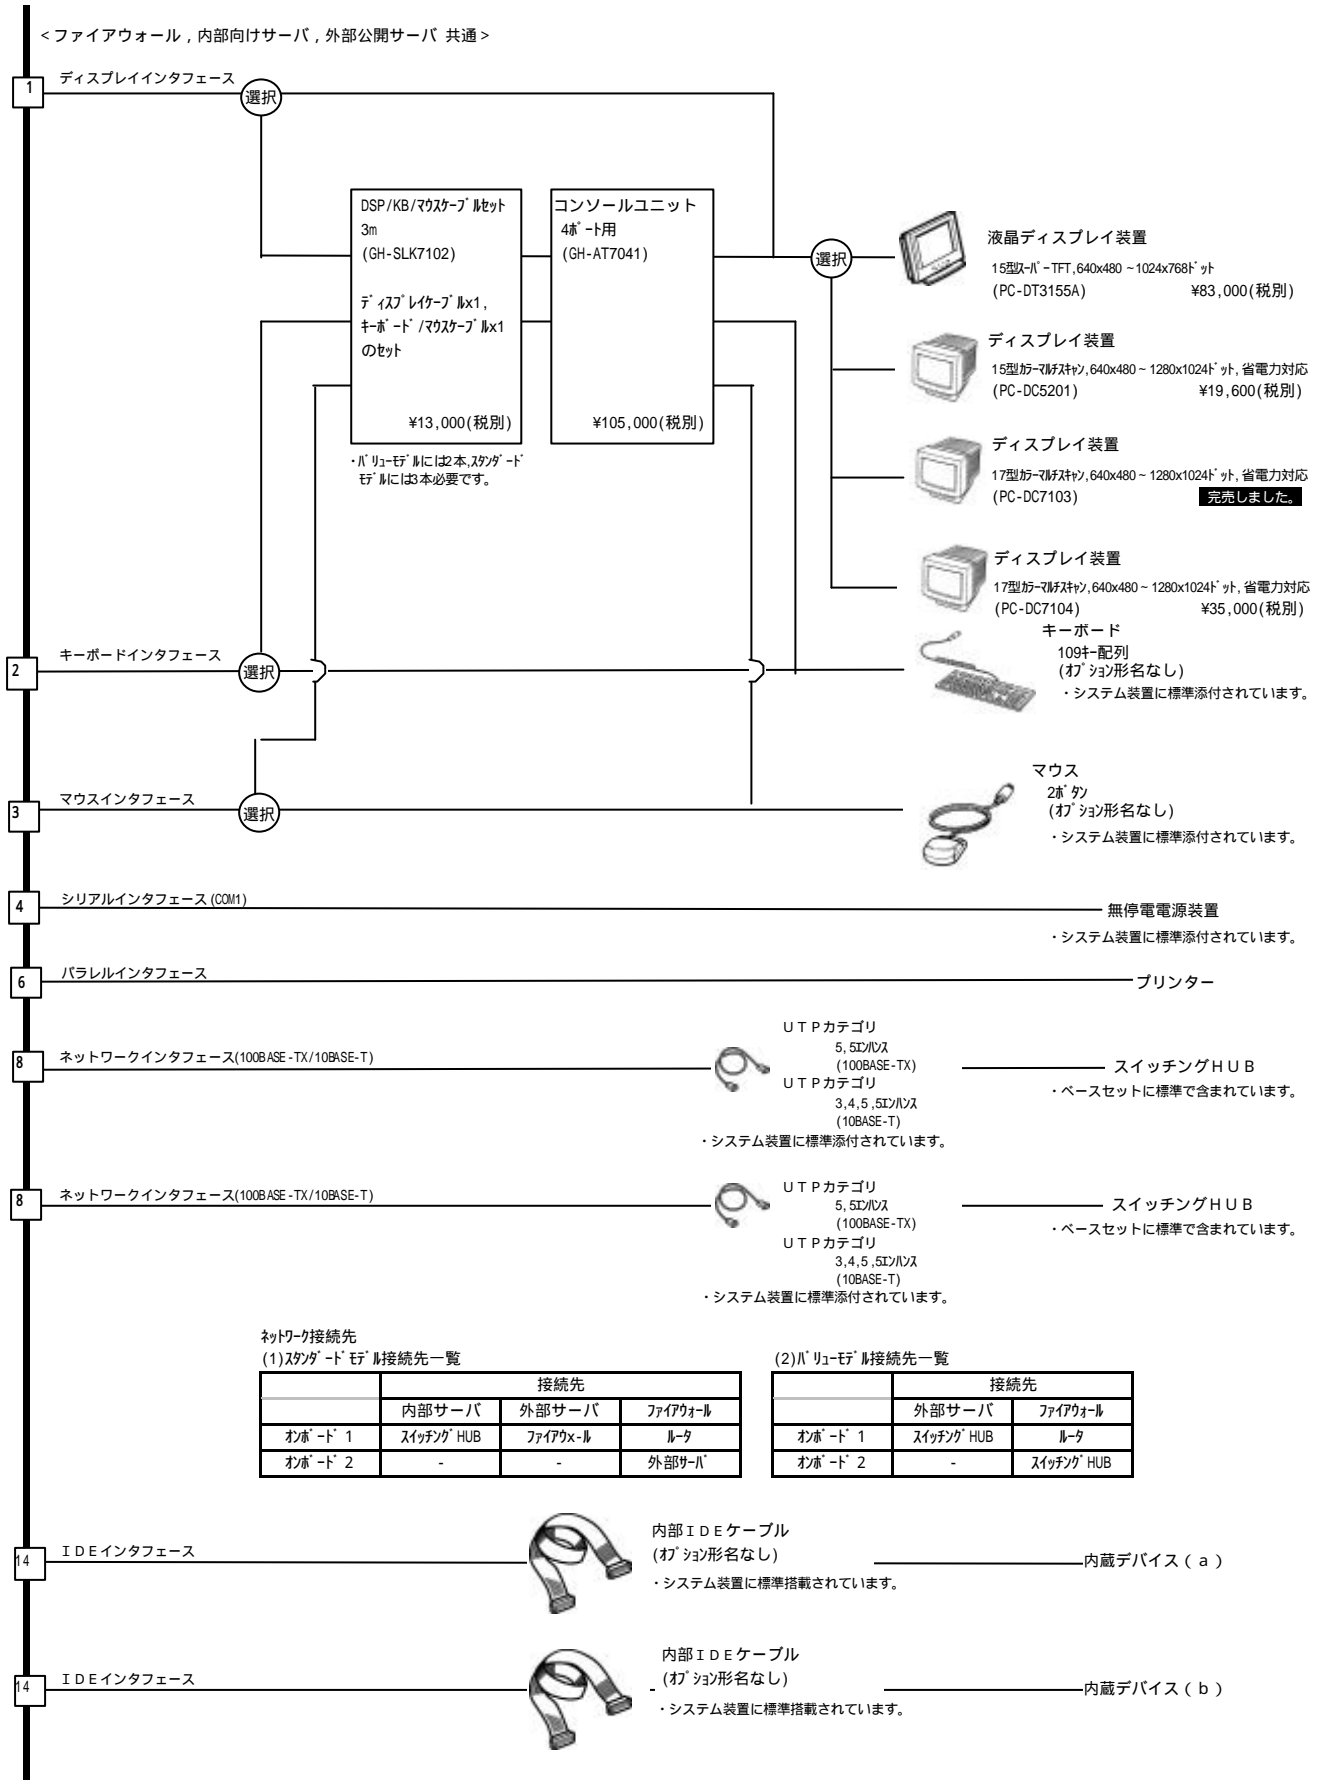 <ファイアウォール，内部向けサーバ，外部公開サーバ 共通>
1
ディスプレイインタフェース
選択
DSP/KB/ﾏｳｽｹｰﾌﾞﾙｾｯﾄ
3m
(GH-SLK7102)
ﾃﾞｨｽﾌﾟﾚｲｹｰﾌﾞﾙx1,
ｷｰﾎﾞｰﾄﾞ/ﾏｳｽｹｰﾌﾞﾙx1
のｾｯﾄ
¥13,000(税別)
・ﾊﾞﾘｭｰﾓﾃﾞﾙには2本,ｽﾀﾝﾀﾞｰﾄﾞ
ﾓﾃﾞﾙには3本必要です。
コンソールユニット
4ﾎﾟｰﾄ用
(GH-AT7041)
¥105,000(税別)
選択
液晶ディスプレイ装置
15型ｽｰﾊﾟｰTFT,640x480～1024x768ﾄﾞｯﾄ
(PC-DT3155A) ¥83,000(税別)
ディスプレイ装置
15型ｶﾗｰﾏﾙﾁｽｷｬﾝ,640x480～1280x1024ﾄﾞｯﾄ,省電力対応
(PC-DC5201) ¥19,600(税別)
ディスプレイ装置
17型ｶﾗｰﾏﾙﾁｽｷｬﾝ,640x480～1280x1024ﾄﾞｯﾄ,省電力対応
(PC-DC7103) 完売しました。
ディスプレイ装置
17型ｶﾗｰﾏﾙﾁｽｷｬﾝ,640x480～1280x1024ﾄﾞｯﾄ,省電力対応
(PC-DC7104) ¥35,000(税別)
2
キーボードインタフェース
選択
キーボード
109ｷｰ配列
(ｵﾌﾟｼｮﾝ形名なし)
・システム装置に標準添付されています。
3
マウスインタフェース
選択
マウス
2ﾎﾞﾀﾝ
(ｵﾌﾟｼｮﾝ形名なし)
・システム装置に標準添付されています。
4
シリアルインタフェース(COM1)
無停電電源装置
・システム装置に標準添付されています。
6
パラレルインタフェース
プリンター
8
ネットワークインタフェース(100BASE-TX/10BASE-T)
ＵＴＰカテゴリ
5,5ｴﾝﾊﾝｽ
(100BASE-TX)
ＵＴＰカテゴリ
3,4,5,5ｴﾝﾊﾝｽ
(10BASE-T)
・システム装置に標準添付されています。
スイッチングＨＵＢ
・ベースセットに標準で含まれています。
8
ネットワークインタフェース(100BASE-TX/10BASE-T)
ＵＴＰカテゴリ
5,5ｴﾝﾊﾝｽ
(100BASE-TX)
ＵＴＰカテゴリ
3,4,5,5ｴﾝﾊﾝｽ
(10BASE-T)
・システム装置に標準添付されています。
スイッチングＨＵＢ
・ベースセットに標準で含まれています。
ﾈｯﾄﾜｰｸ接続先
(1)ｽﾀﾝﾀﾞｰﾄﾞﾓﾃﾞﾙ接続先一覧
接続先
内部サーバ 外部サーバ ﾌｧｲｱｳｫｰﾙ
ｵﾝﾎﾞｰﾄﾞ1 ｽｲｯﾁﾝｸﾞHUB ﾌｧｲｱｳx-ﾙ ﾙｰﾀ
ｵﾝﾎﾞｰﾄﾞ2 - - 外部ｻｰﾊﾞ
(2)ﾊﾞﾘｭｰﾓﾃﾞﾙ接続先一覧
接続先
外部サーバ ﾌｧｲｱｳｫｰﾙ
ｵﾝﾎﾞｰﾄﾞ1 ｽｲｯﾁﾝｸﾞHUB ﾙｰﾀ
ｵﾝﾎﾞｰﾄﾞ2 - ｽｲｯﾁﾝｸﾞHUB
14
ＩＤＥインタフェース
内部ＩＤＥケーブル
(ｵﾌﾟｼｮﾝ形名なし)
・システム装置に標準搭載されています。
内蔵デバイス（ａ）
14
ＩＤＥインタフェース
内部ＩＤＥケーブル
(ｵﾌﾟｼｮﾝ形名なし)
・システム装置に標準搭載されています。
内蔵デバイス（ｂ）